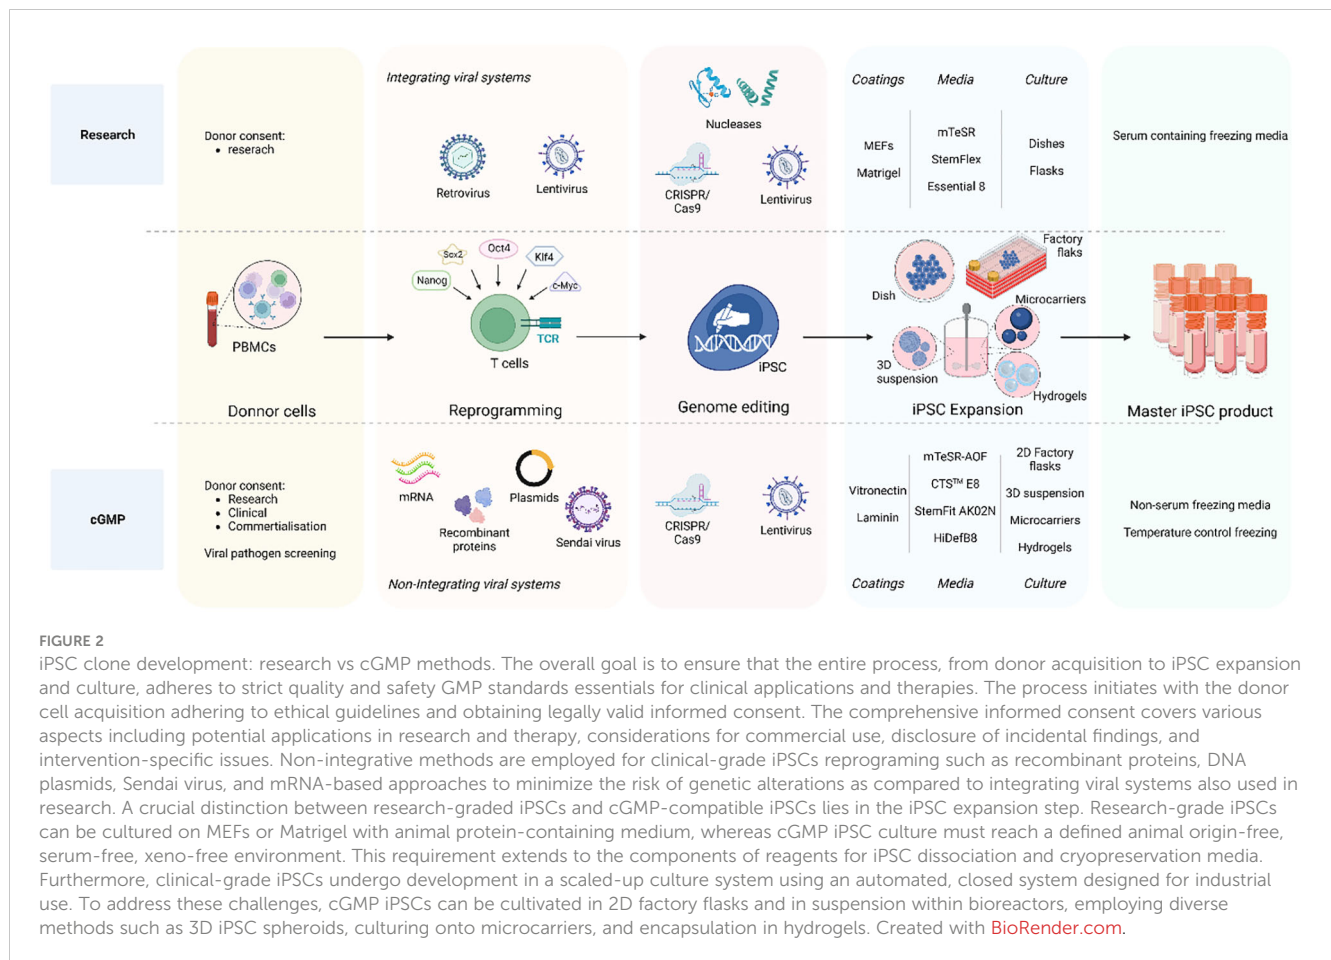 Research
Donor consent:
• reserach
Integrating viral systems
Retrovirus
Lentivirus
Nucleases
CRISPR/
Cas9
Lentivirus
Coatings
Media
Culture
MEFs
Matrigel
mTeSR
StemFlex
Essential 8
Dishes
Flasks
Serum containing freezing media
PBMCs
Donnor cells
Nanog
Sox2
Oct4
Klf4
c-Myc
TCR
T cells
Reprogramming
iPSC
Genome editing
Dish
Factory
flaks
Microcarriers
3D
suspension
Hydrogels
iPSC Expansion
Master iPSC product
cGMP
Donor consent:
• Research
• Clinical
• Commertialisation
Viral pathogen screening
mRNA
Plasmids
Recombinant
proteins
Sendai virus
Non-Integrating viral systems
CRISPR/
Cas9
Lentivirus
Vitronectin
Laminin
mTeSR-AOF
CTS™ E8
StemFit AK02N
HiDefB8
2D Factory
flasks
3D suspension
Microcarriers
Hydrogels
Coatings
Media
Culture
Non-serum freezing media
Temperature control freezing
FIGURE 2
iPSC clone development: research vs cGMP methods. The overall goal is to ensure that the entire process, from donor acquisition to iPSC expansion
and culture, adheres to strict quality and safety GMP standards essentials for clinical applications and therapies. The process initiates with the donor
cell acquisition adhering to ethical guidelines and obtaining legally valid informed consent. The comprehensive informed consent covers various
aspects including potential applications in research and therapy, considerations for commercial use, disclosure of incidental findings, and
intervention-specific issues. Non-integrative methods are employed for clinical-grade iPSCs reprograming such as recombinant proteins, DNA
plasmids, Sendai virus, and mRNA-based approaches to minimize the risk of genetic alterations as compared to integrating viral systems also used in
research. A crucial distinction between research-graded iPSCs and cGMP-compatible iPSCs lies in the iPSC expansion step. Research-grade iPSCs
can be cultured on MEFs or Matrigel with animal protein-containing medium, whereas cGMP iPSC culture must reach a defined animal origin-free,
serum-free, xeno-free environment. This requirement extends to the components of reagents for iPSC dissociation and cryopreservation media.
Furthermore, clinical-grade iPSCs undergo development in a scaled-up culture system using an automated, closed system designed for industrial
use. To address these challenges, cGMP iPSCs can be cultivated in 2D factory flasks and in suspension within bioreactors, employing diverse
methods such as 3D iPSC spheroids, culturing onto microcarriers, and encapsulation in hydrogels. Created with BioRender.com.